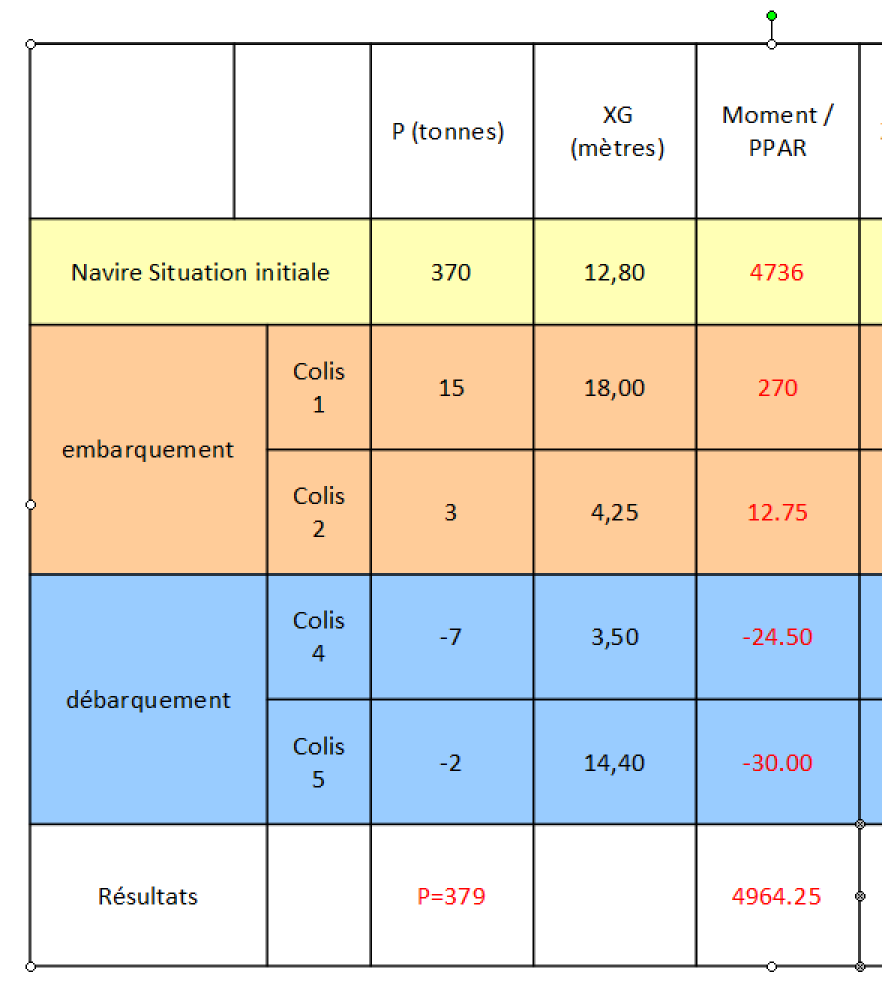 P (tonnes)
XG
(mètres)
Moment /
PPAR
Navire Situation initiale
370
12,80
4736
embarquement
Colis
1
15
18,00
270
Colis
2
3
4,25
12.75
débarquement
Colis
4
-7
3,50
-24.50
Colis
5
-2
14,40
-30.00
Résultats
P=379
4964.25